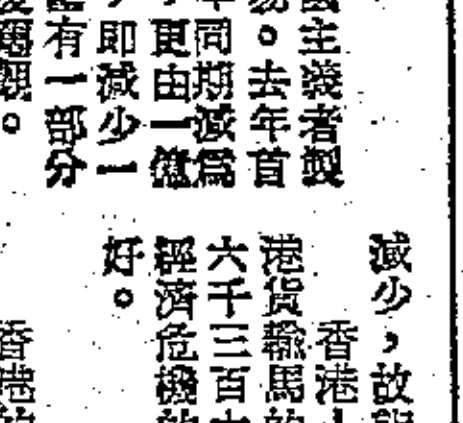 主義者製
。去年首
同期減爲
更由一億
即減少一
有一部分
。
減少，故
香港
港貨輸馬的
六千三百
經濟危機
好。
香港